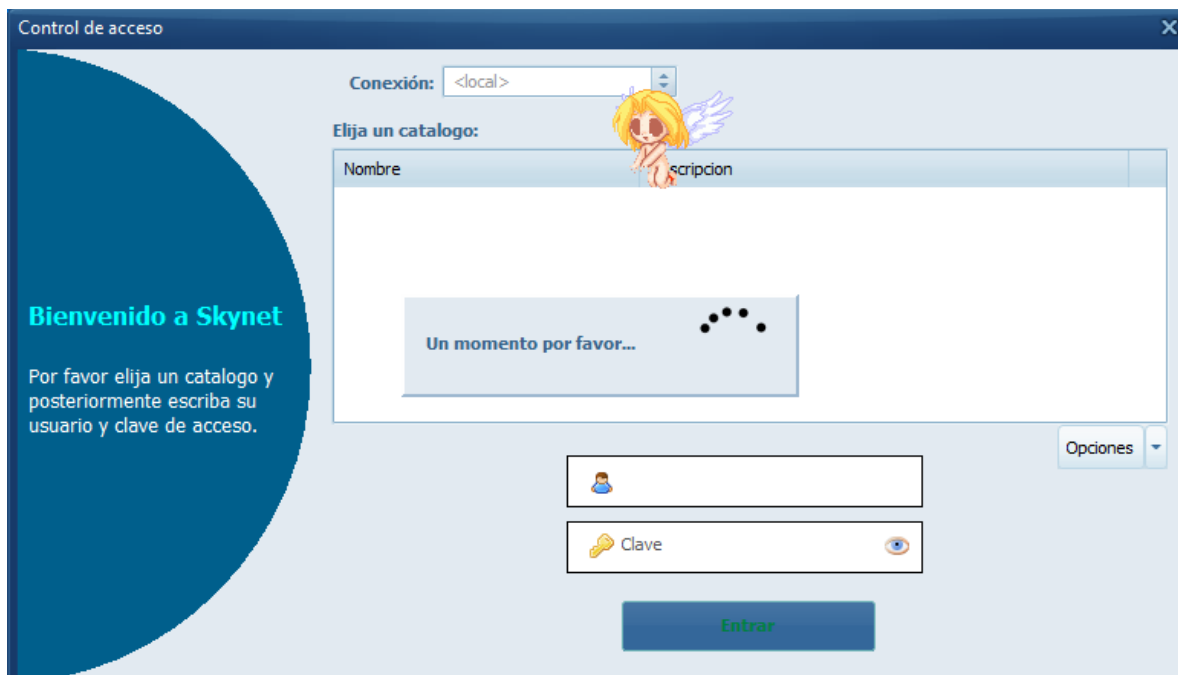 Control de acceso
Conexión: <local>
Elija un catalogo:
Nombre scripcion
Bienvenido a Skynet
Un momento por favor...
Por favor elija un catalogo y
posteriormente escriba su
usuario y clave de acceso.
Opciones
Clave
Entrar